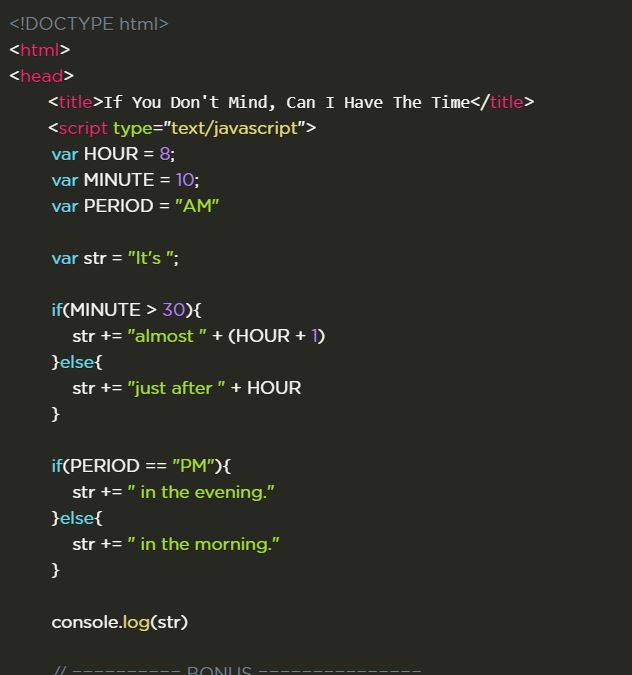 <!DOCTYPE html>
<html>
<head>
<title>If You Don't Mind, Can I Have The Time</title>
<script type="text/javascript">
var HOUR = 8;
var MINUTE = 10;
var PERIOD = "AM"
var str = "It's ";
if(MINUTE > 30){
str += "almost " + (HOUR + 1)
}else{
str += "just after " + HOUR
}
if(PERIOD == "PM"){
str += " in the evening."
}else{
str += " in the morning."
}
console.log(str)
// ========== BONUS ===============